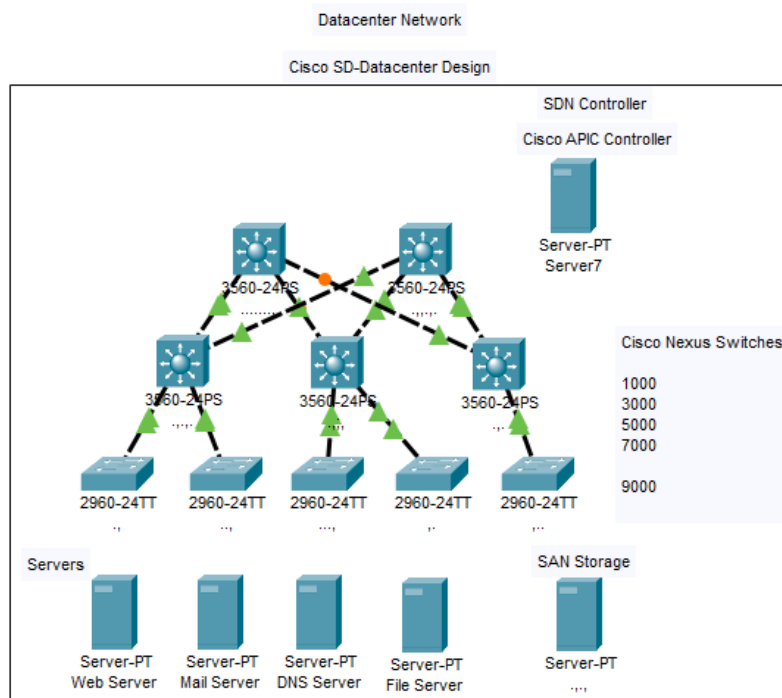 Datacenter Network
Cisco SD-Datacenter Design
SDN Controller
Cisco APIC Controller
Server-PT
Server7
3560-24PS
........
3560-24PS
.,,.,.
3560-24PS
.,.,.
3560-24PS
.,.,
3560-24PS
.,.
Cisco Nexus Switches
1000
3000
5000
7000
9000
2960-24TT
.,
2960-24TT
..,
2960-24TT
...,
2960-24TT
,.
2960-24TT
,..
Servers
SAN Storage
Server-PT
Web Server
Server-PT
Mail Server
Server-PT
DNS Server
Server-PT
File Server
Server-PT
.,.,